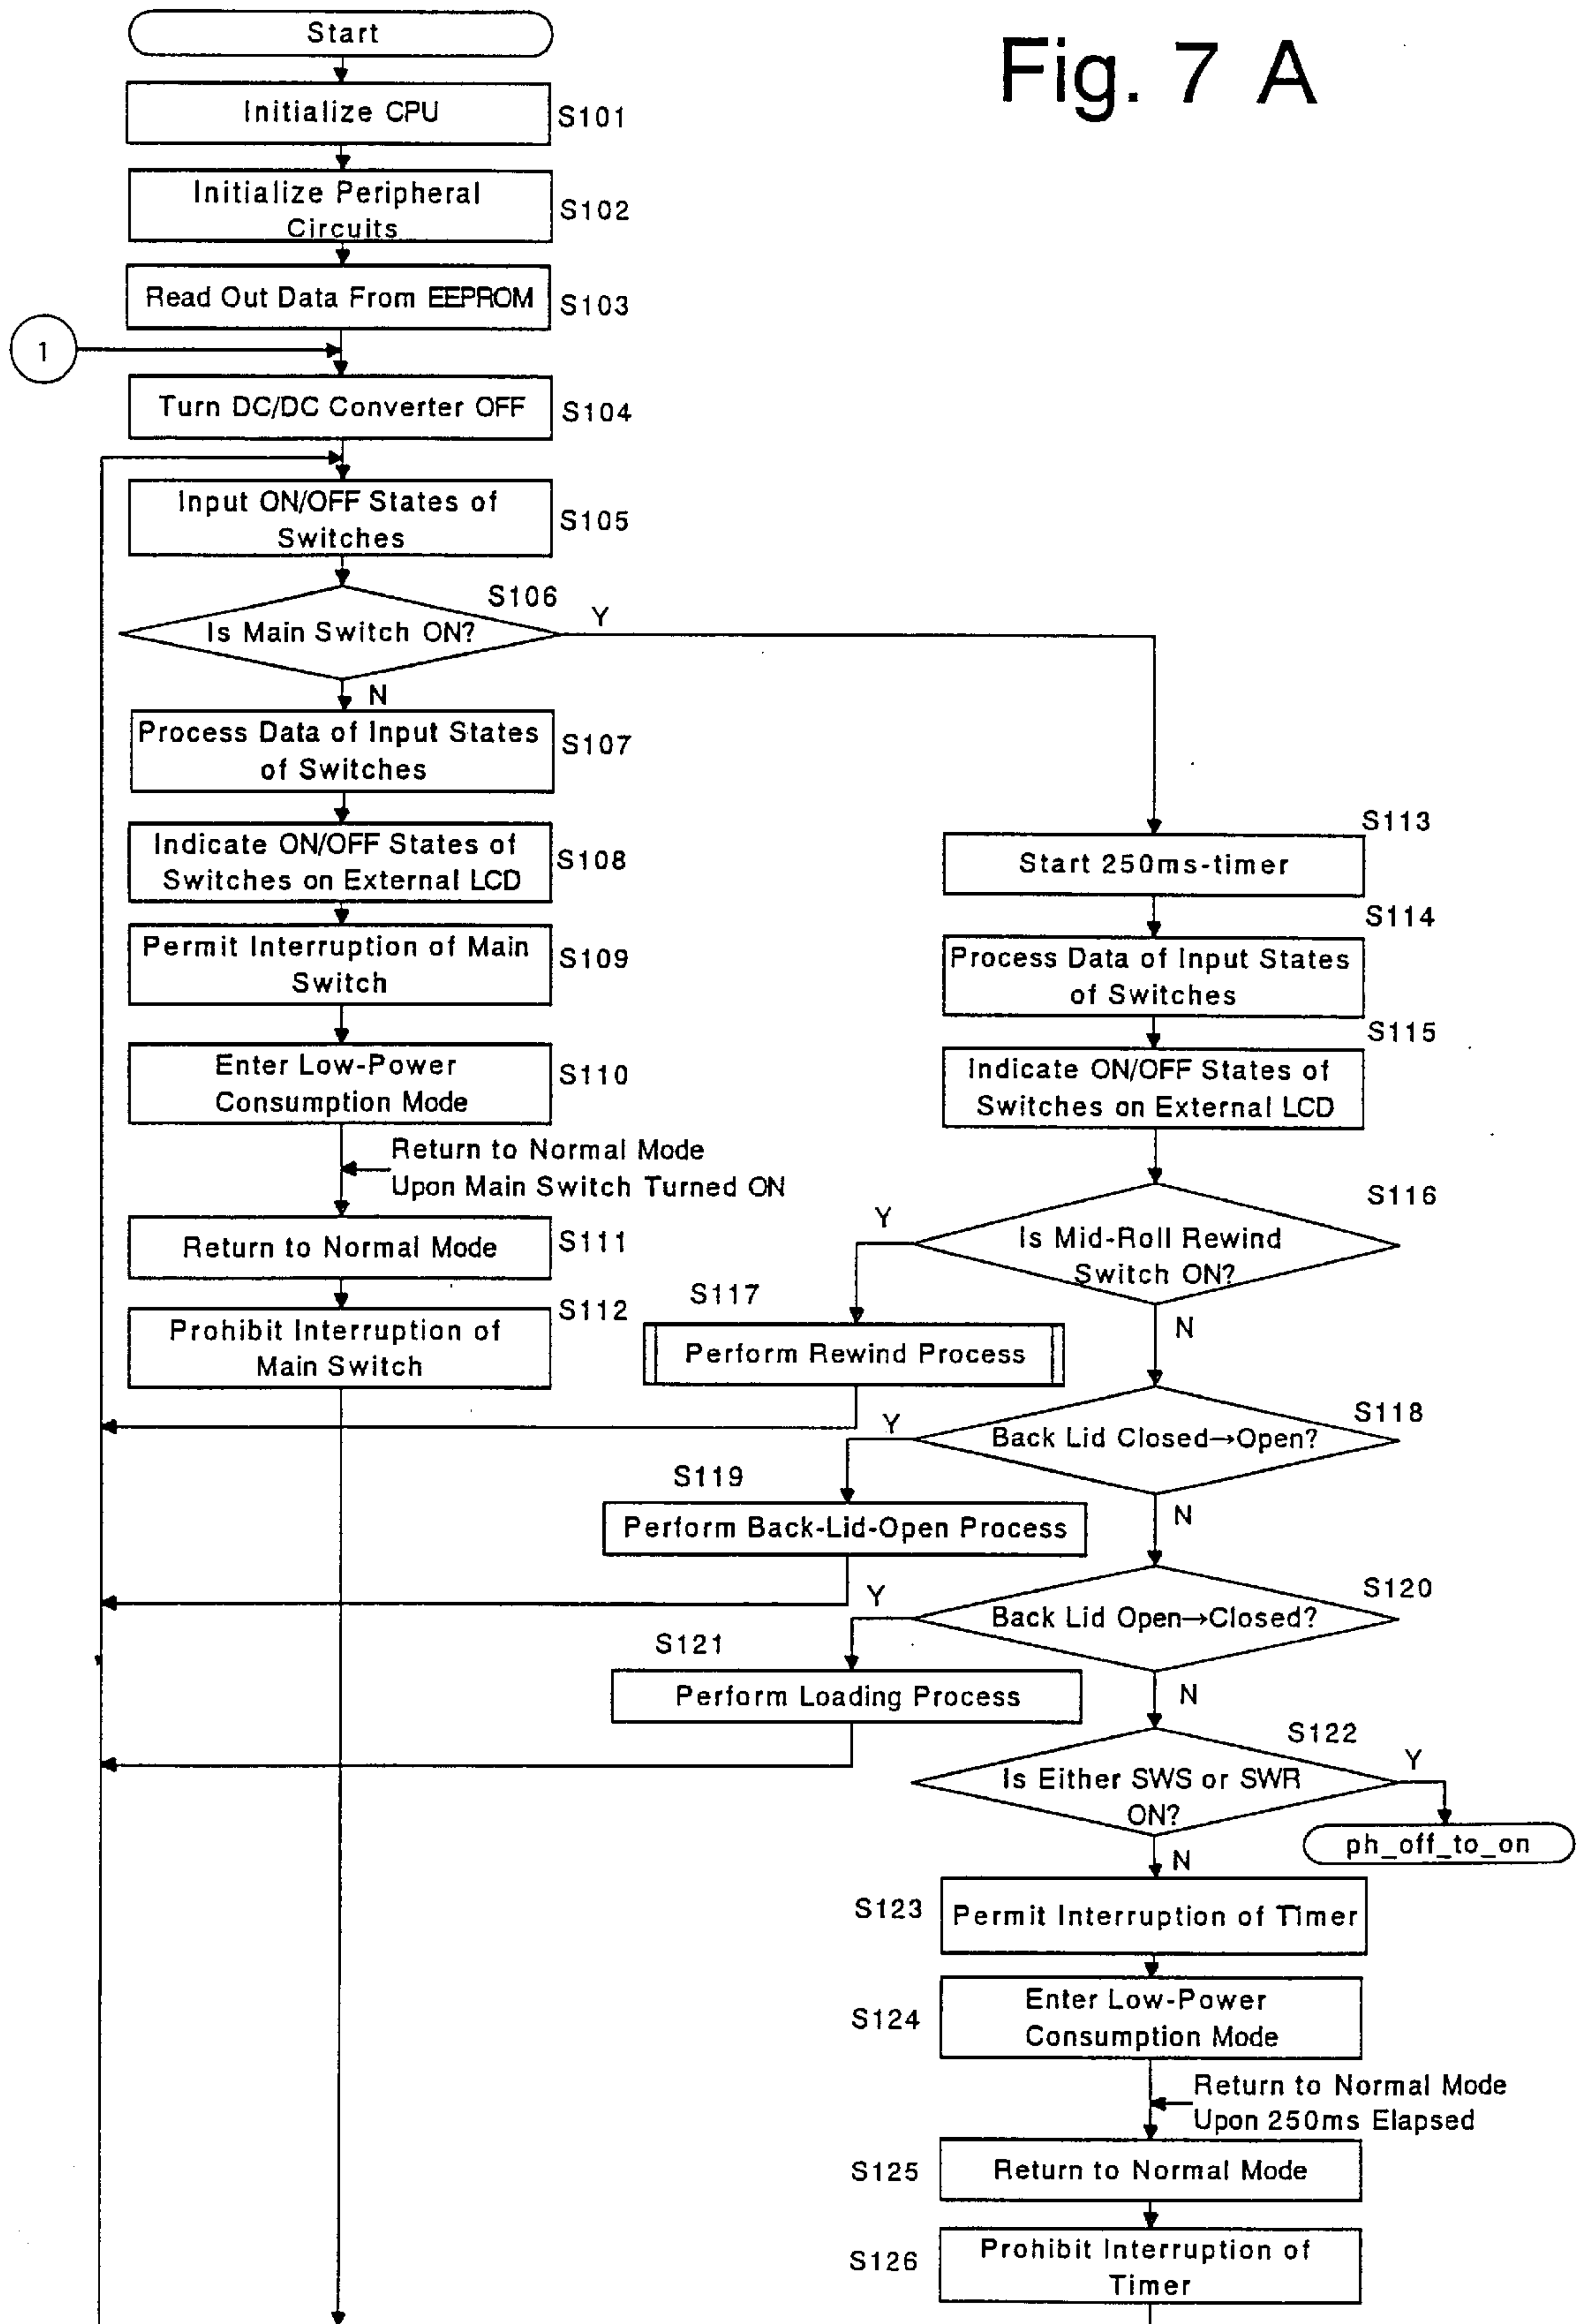 Fig. 7 A
Start
Initialize CPU
S101
Initialize Peripheral
Circuits
S102
Read Out Data From EEPROM
S103
1
Turn DC/DC Converter OFF
S104
Input ON/OFF States of
Switches
S105
S106
Is Main Switch ON?
Y
N
Process Data of Input States
of Switches
S107
Indicate ON/OFF States of
Switches on External LCD
S108
Permit Interruption of Main
Switch
S109
Enter Low-Power
Consumption Mode
S110
Return to Normal Mode
Upon Main Switch Turned ON
Return to Normal Mode
S111
Prohibit Interruption of
Main Switch
S112
S113
Start 250ms-timer
S114
Process Data of Input States
of Switches
S115
Indicate ON/OFF States of
Switches on External LCD
S116
Is Mid-Roll Rewind
Switch ON?
Y
N
S117
Perform Rewind Process
S118
Back Lid Closed→Open?
Y
N
S119
Perform Back-Lid-Open Process
S120
Back Lid Open→Closed?
Y
N
S121
Perform Loading Process
S122
Is Either SWS or SWR
ON?
Y
ph_off_to_on
N
S123
Permit Interruption of Timer
S124
Enter Low-Power
Consumption Mode
Return to Normal Mode
Upon 250ms Elapsed
S125
Return to Normal Mode
S126
Prohibit Interruption of
Timer